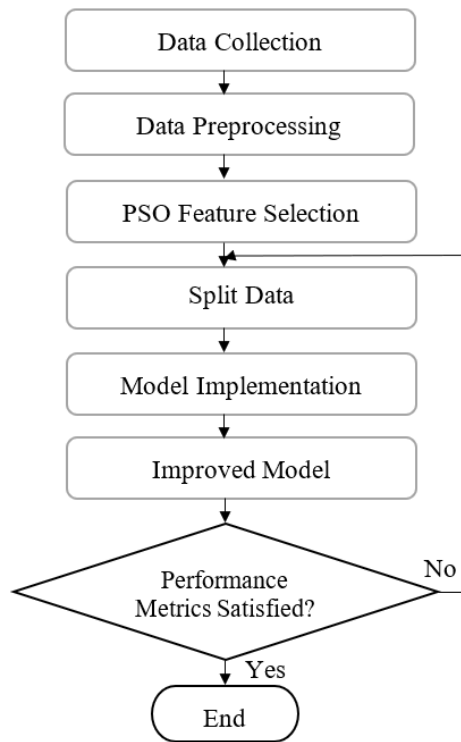 Data Collection
Data Preprocessing
PSO Feature Selection
Split Data
Model Implementation
Improved Model
Performance
Metrics Satisfied?
No
Yes
End